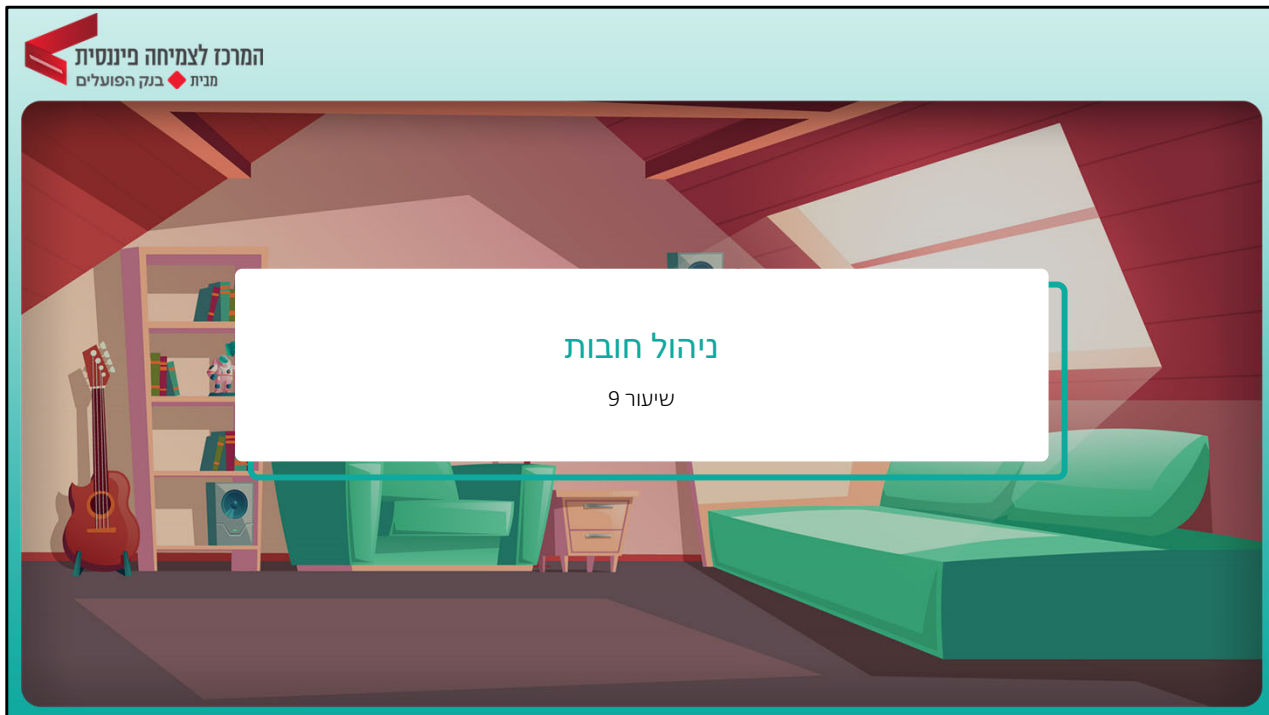 המרכז לצמיחה פיננסית
מבית בנק הפועלים
ניהול חובות
שיעור 9